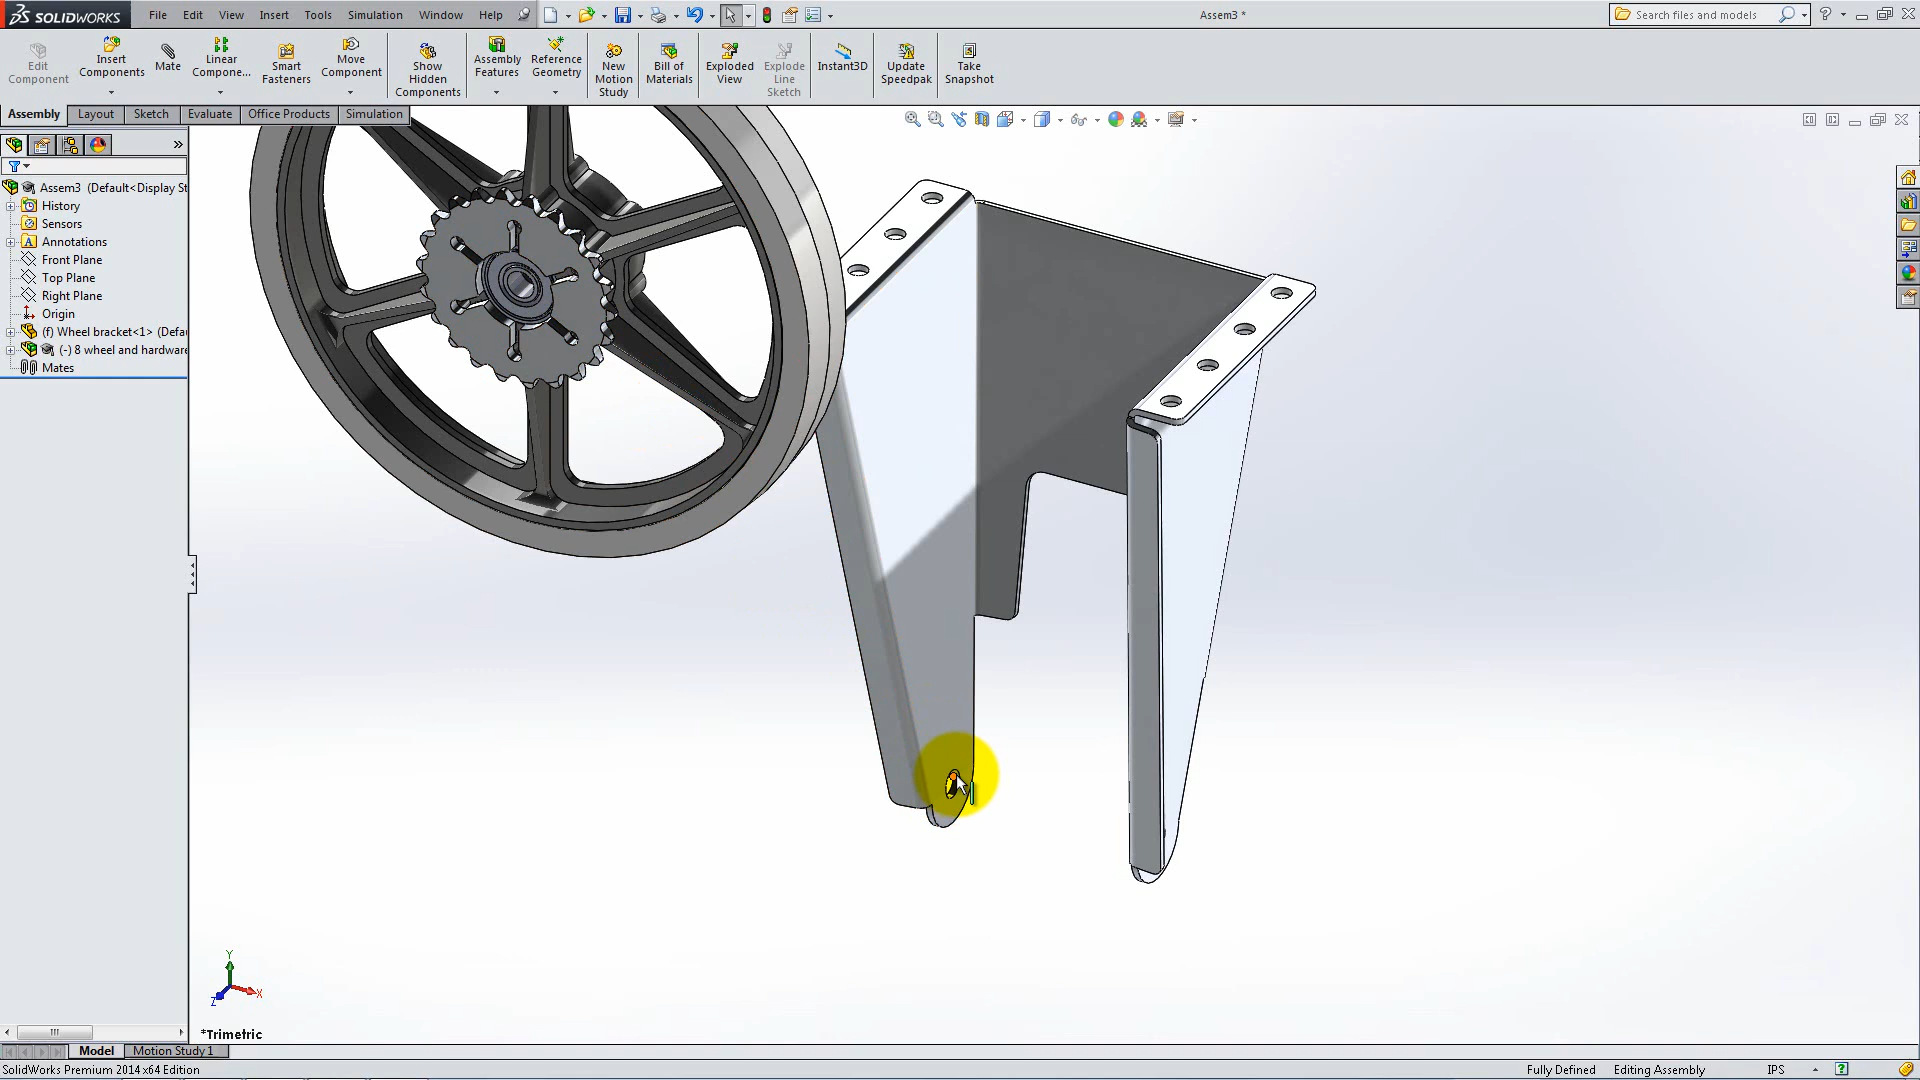 SOLIDWORKS File Edit View Insert Tools Simulation Window Help Assem3 * Search files and models
Edit Component
Insert Components
Mate
Linear Compone...
Smart Fasteners
Move Component
Show Hidden Components
Assembly Features
Reference Geometry
New Motion Study
Bill of Materials
Exploded View
Explode Line Sketch
Instant3D
Update Speedpak
Take Snapshot
Assembly Layout Sketch Evaluate Office Products Simulation
Assem3 (Default<Display St
History
Sensors
Annotations
Front Plane
Top Plane
Right Plane
Origin
(f) Wheel bracket<1> (Defau
(-) 8 wheel and hardware
Mates
Y
X
Z
*Trimetric
Model Motion Study 1
SolidWorks Premium 2014 x64 Edition Fully Defined Editing Assembly IPS